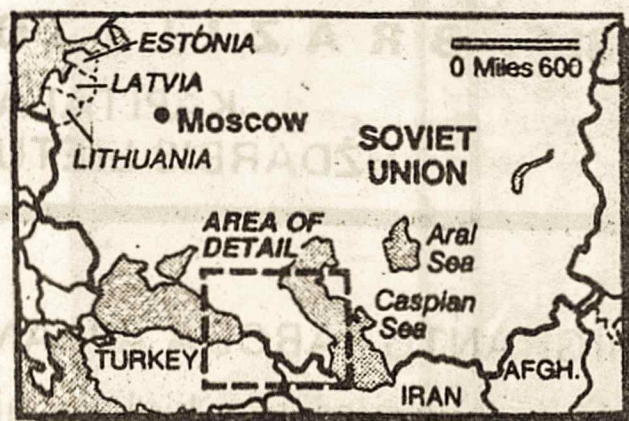 ESTONIA
LATVIA
LITHUANIA
Moscow
0 Miles 600
SOVIET
UNION
AREA OF
DETAIL
Aral
Sea
Caspian
Sea
TURKEY
IRAN
AFGH.